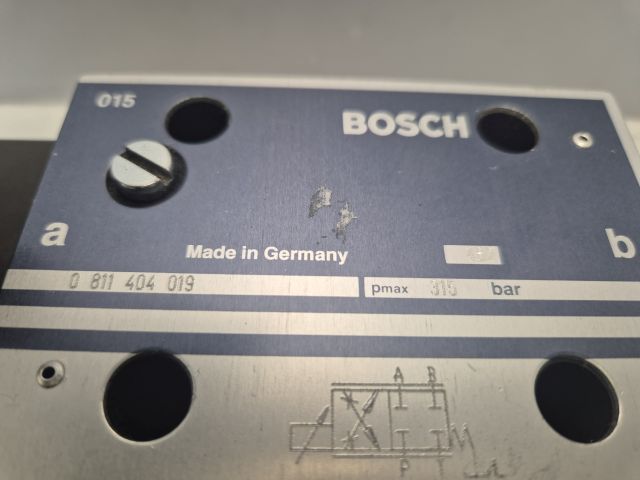 015
BOSCH
a
b
Made in Germany
0 811 404 019
pmax 315 bar
A B
P T